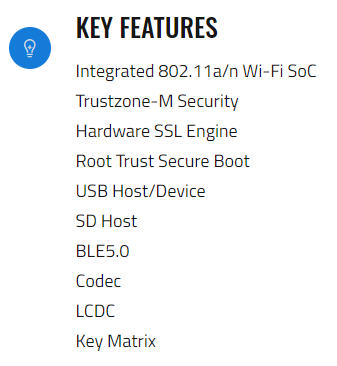 KEY FEATURES
Integrated 802.11a/n Wi-Fi SoC
Trustzone-M Security
Hardware SSL Engine
Root Trust Secure Boot
USB Host/Device
SD Host
BLE5.0
Codec
LCDC
Key Matrix